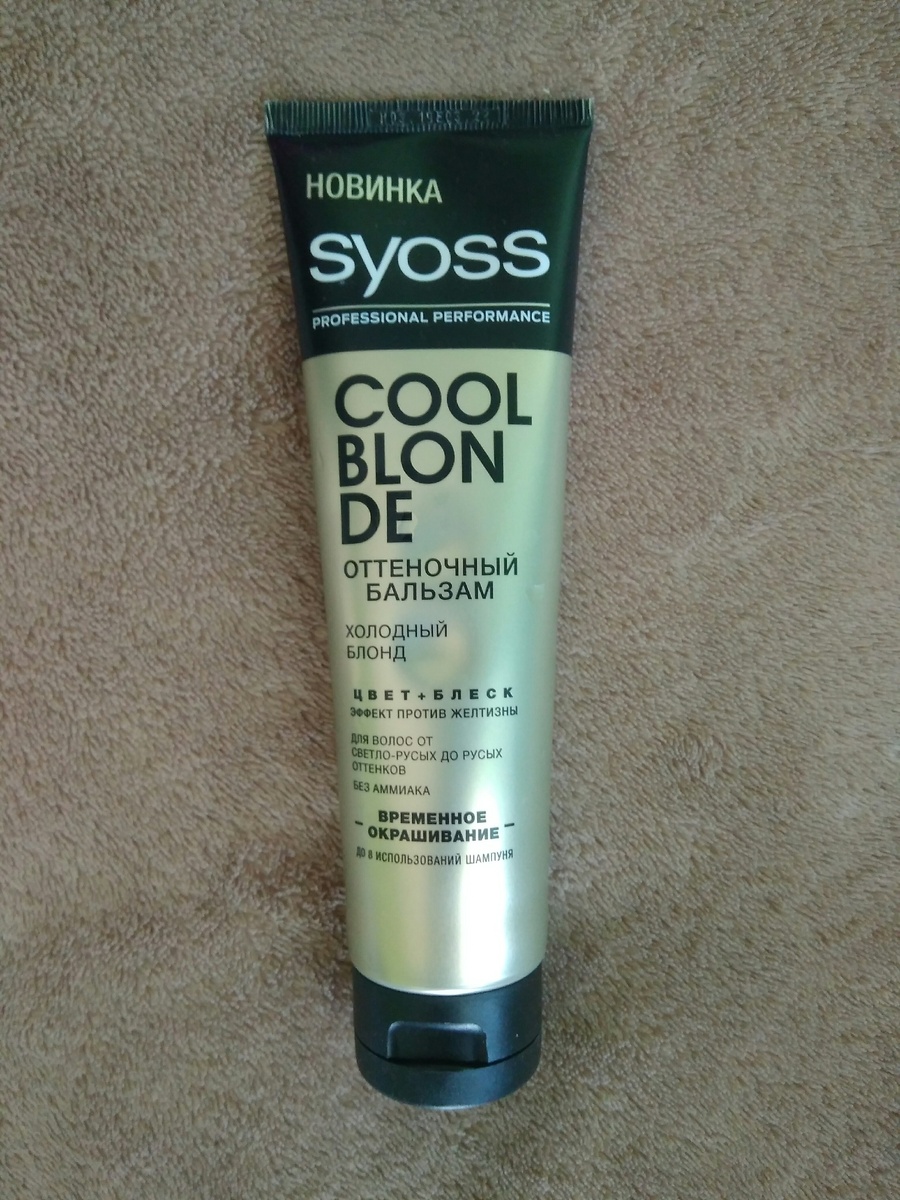 НОВИНКА
syoss
PROFESSIONAL PERFORMANCE
COOL
BLON
DE
ОТТЕНОЧНЫЙ
БАЛЬЗАМ
ХОЛОДНЫЙ
БЛОНД
ЦВЕТ+БЛЕСК
ЭФФЕКТ ПРОТИВ ЖЕЛТИЗНЫ
ДЛЯ ВОЛОС ОТ
СВЕТЛО-РУСЫХ ДО РУСЫХ
ОТТЕНКОВ
БЕЗ АММИАКА
– ВРЕМЕННОЕ –
ОКРАШИВАНИЕ
ДО 8 ИСПОЛЬЗОВАНИЙ ШАМПУНЯ